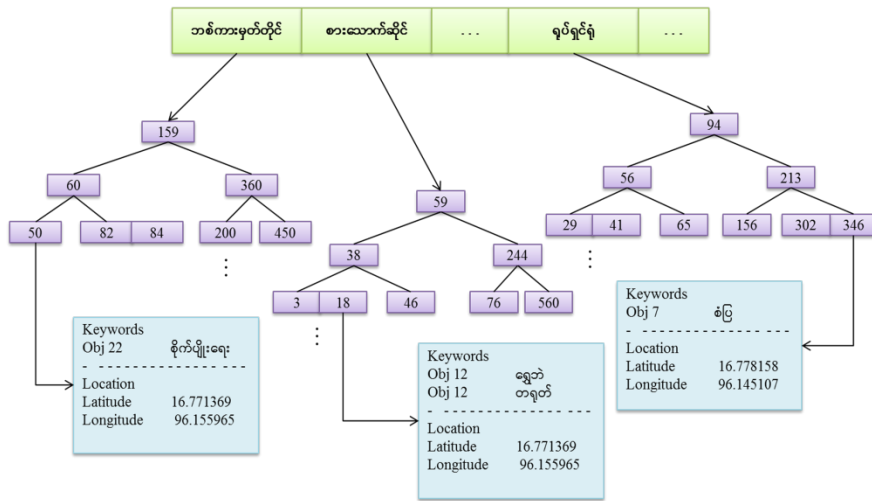 ဘစ်ကားမှတ်တိုင် စားသောက်ဆိုင် ... ရုပ်ရှင်ရုံ ...
159
94
60 360
56 213
59
50 82 84 200 450
29 41 65 156 302 346
38 244
3 18 46 76 560
Keywords
Obj 22 စိုက်ပျိုးရေး
Location
Latitude 16.771369
Longitude 96.155965
Keywords
Obj 12 ရွှေဘဲ
Obj 12 တရုတ်
Location
Latitude 16.771369
Longitude 96.155965
Keywords
Obj 7 စံပြ
Location
Latitude 16.778158
Longitude 96.145107